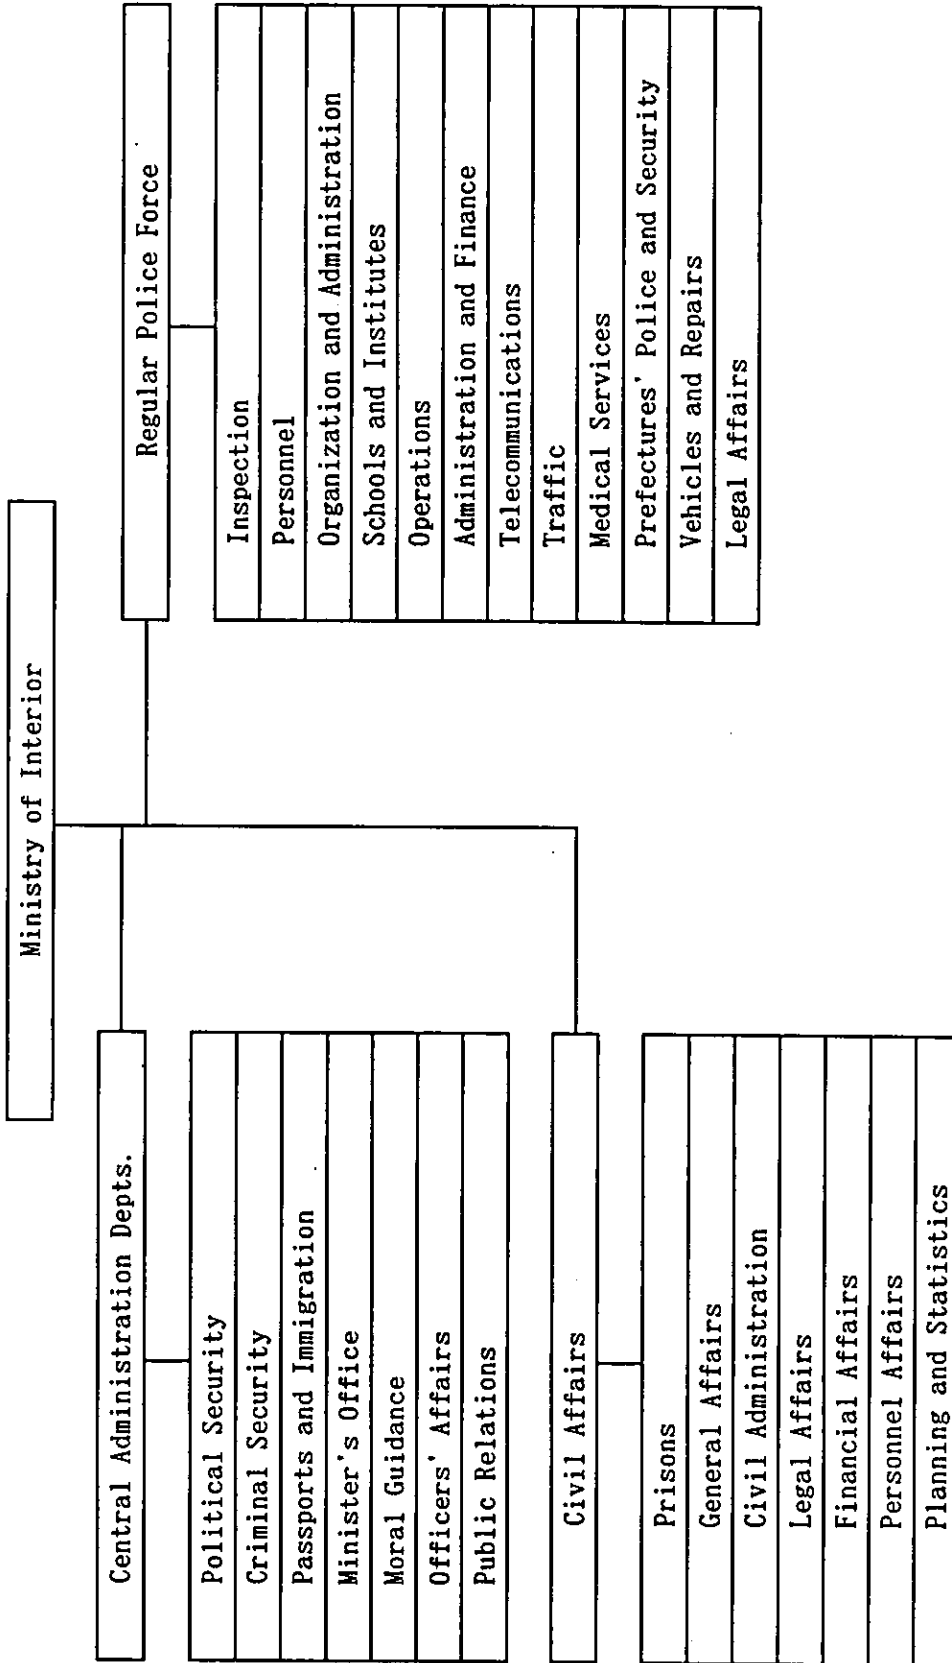 Ministry of Interior
Central Administration Depts.
Political Security
Criminal Security
Passports and Immigration
Minister's Office
Moral Guidance
Officers' Affairs
Public Relations
Civil Affairs
Prisons
General Affairs
Civil Administration
Legal Affairs
Financial Affairs
Personnel Affairs
Planning and Statistics
Regular Police Force
Inspection
Personnel
Organization and Administration
Schools and Institutes
Operations
Administration and Finance
Telecommunications
Traffic
Medical Services
Prefectures' Police and Security
Vehicles and Repairs
Legal Affairs